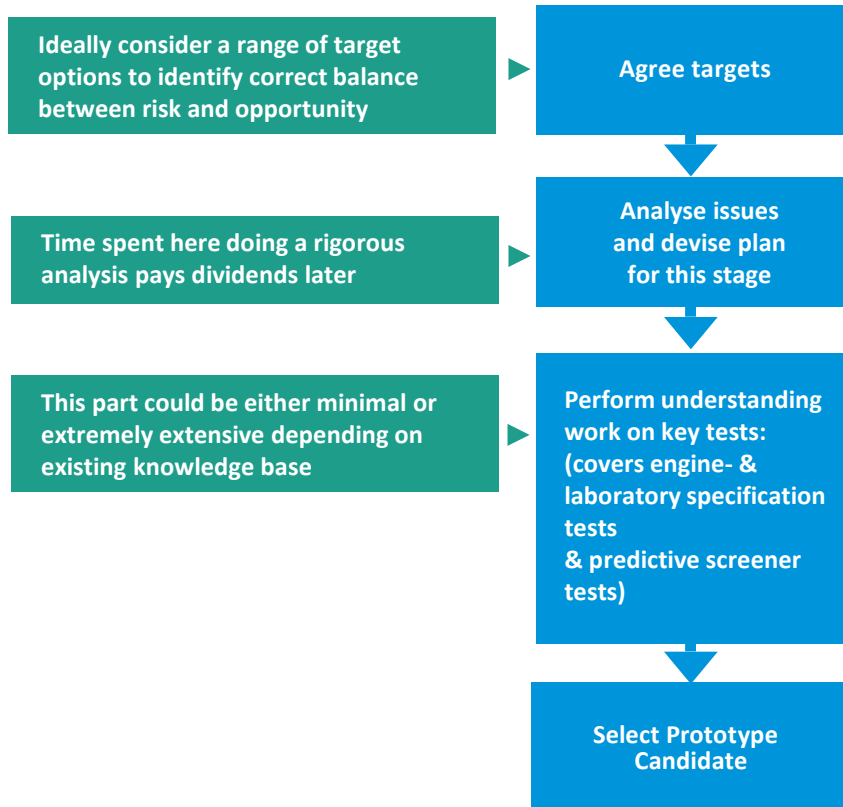 Ideally consider a range of target
options to identify correct balance
between risk and opportunity
Agree targets
Time spent here doing a rigorous
analysis pays dividends later
Analyse issues
and devise plan
for this stage
This part could be either minimal or
extremely extensive depending on
existing knowledge base
Perform understanding
work on key tests:
(covers engine- &
laboratory specification
tests
& predictive screener
tests)
Select Prototype
Candidate